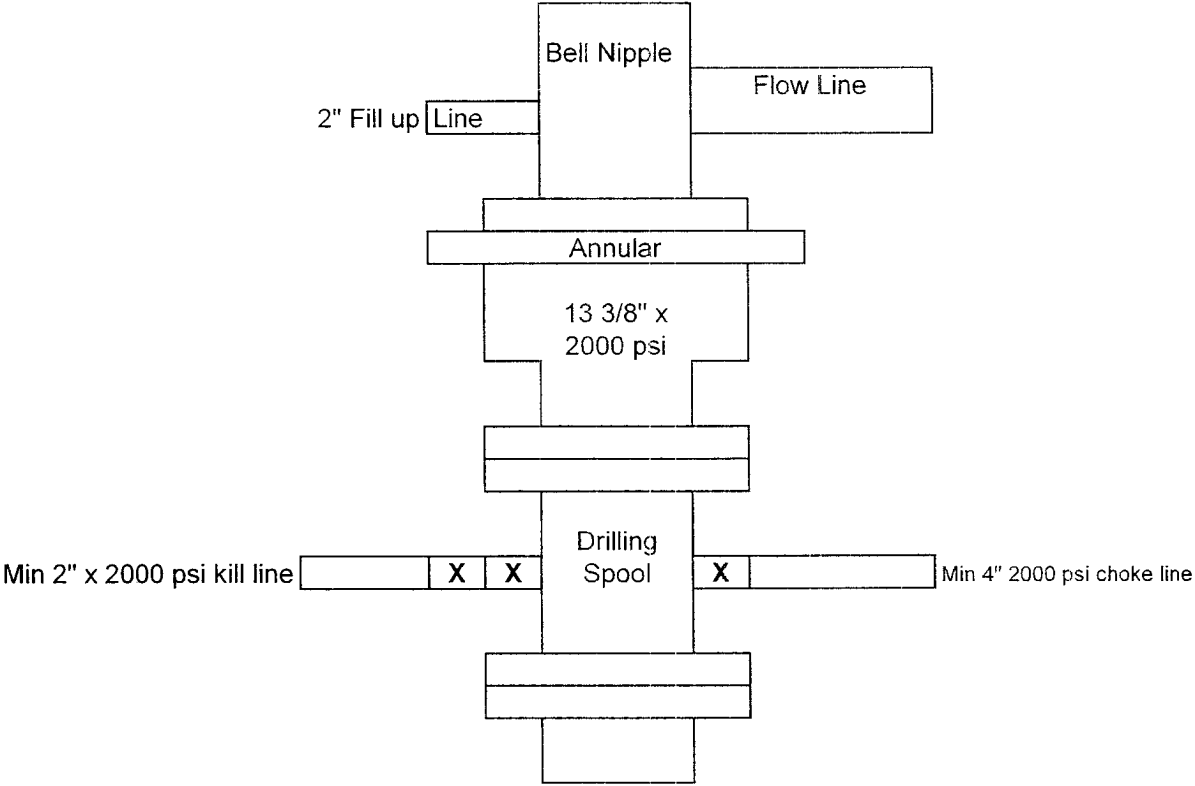 Bell Nipple
Flow Line
2" Fill up Line
Annular
13 3/8" x
2000 psi
Drilling
Spool
Min 2" x 2000 psi kill line
X X
X
Min 4" 2000 psi choke line